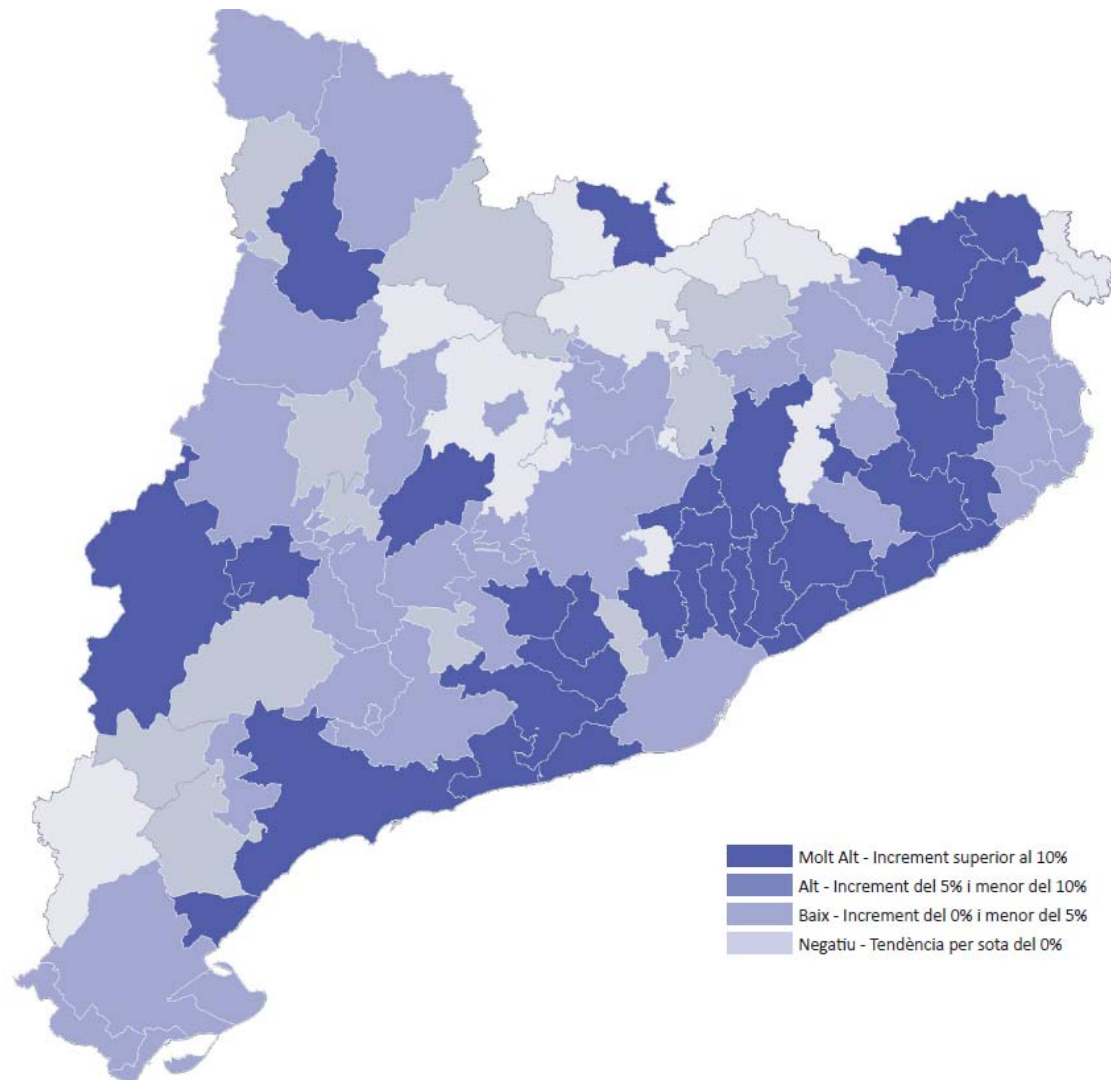 Molt Alt - Increment superior al 10%
Alt - Increment del 5% i menor del 10%
Baix - Increment del 0% i menor del 5%
Negatiu - Tendència per sota del 0%